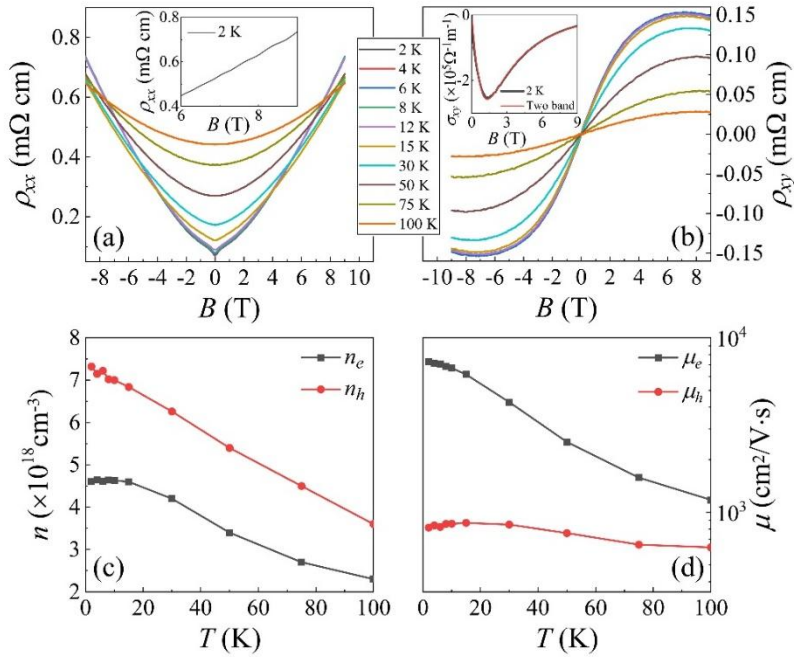 0.8
0.6
0.4
0.2
ρxx (mΩ cm)
-8 -6 -4 -2 0 2 4 6 8 10
B (T)
(a)
0.6
0.4
ρxx (mΩ cm)
2 K
6 8
B (T)
2 K
4 K
6 K
8 K
12 K
15 K
30 K
50 K
75 K
100 K
0
-2
σxy (×10⁵Ω⁻¹m⁻¹)
2 K
Two band
0 3 6 9
B (T)
0.15
0.10
0.05
0.00
-0.05
-0.10
-0.15
ρxy (mΩ cm)
-10 -8 -6 -4 -2 0 2 4 6 8
B (T)
(b)
8
7
6
5
4
3
2
n (×10¹⁸cm⁻³)
nₑ
nₕ
0 20 40 60 80 100
T (K)
(c)
μₑ
μₕ
10⁴
10³
μ (cm²/V·s)
0 20 40 60 80 100
T (K)
(d)